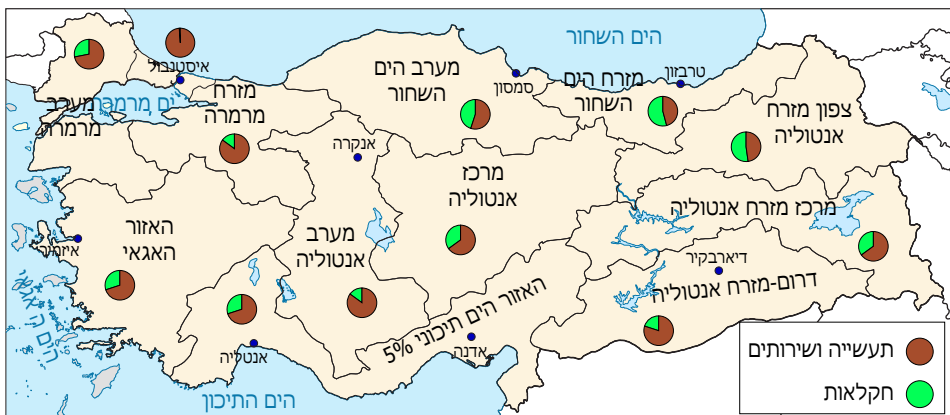 הים השחור
איסטנבול
ים מרמרה
מערב
מרמרה
מזרח
מרמרה
מערב הים
השחור
סמסון
מזרח הים
השחור
טרבזון
צפון מזרח
אנטוליה
אנקרה
מרכז
אנטוליה
מרכז מזרח אנטוליה
האזור
האגאי
איזמיר
מערב
אנטוליה
דיארבקיר
דרום-מזרח אנטוליה
האזור הים תיכוני 5%
אדנה
אנטליה
הים התיכון
תעשייה ושירותים
חקלאות